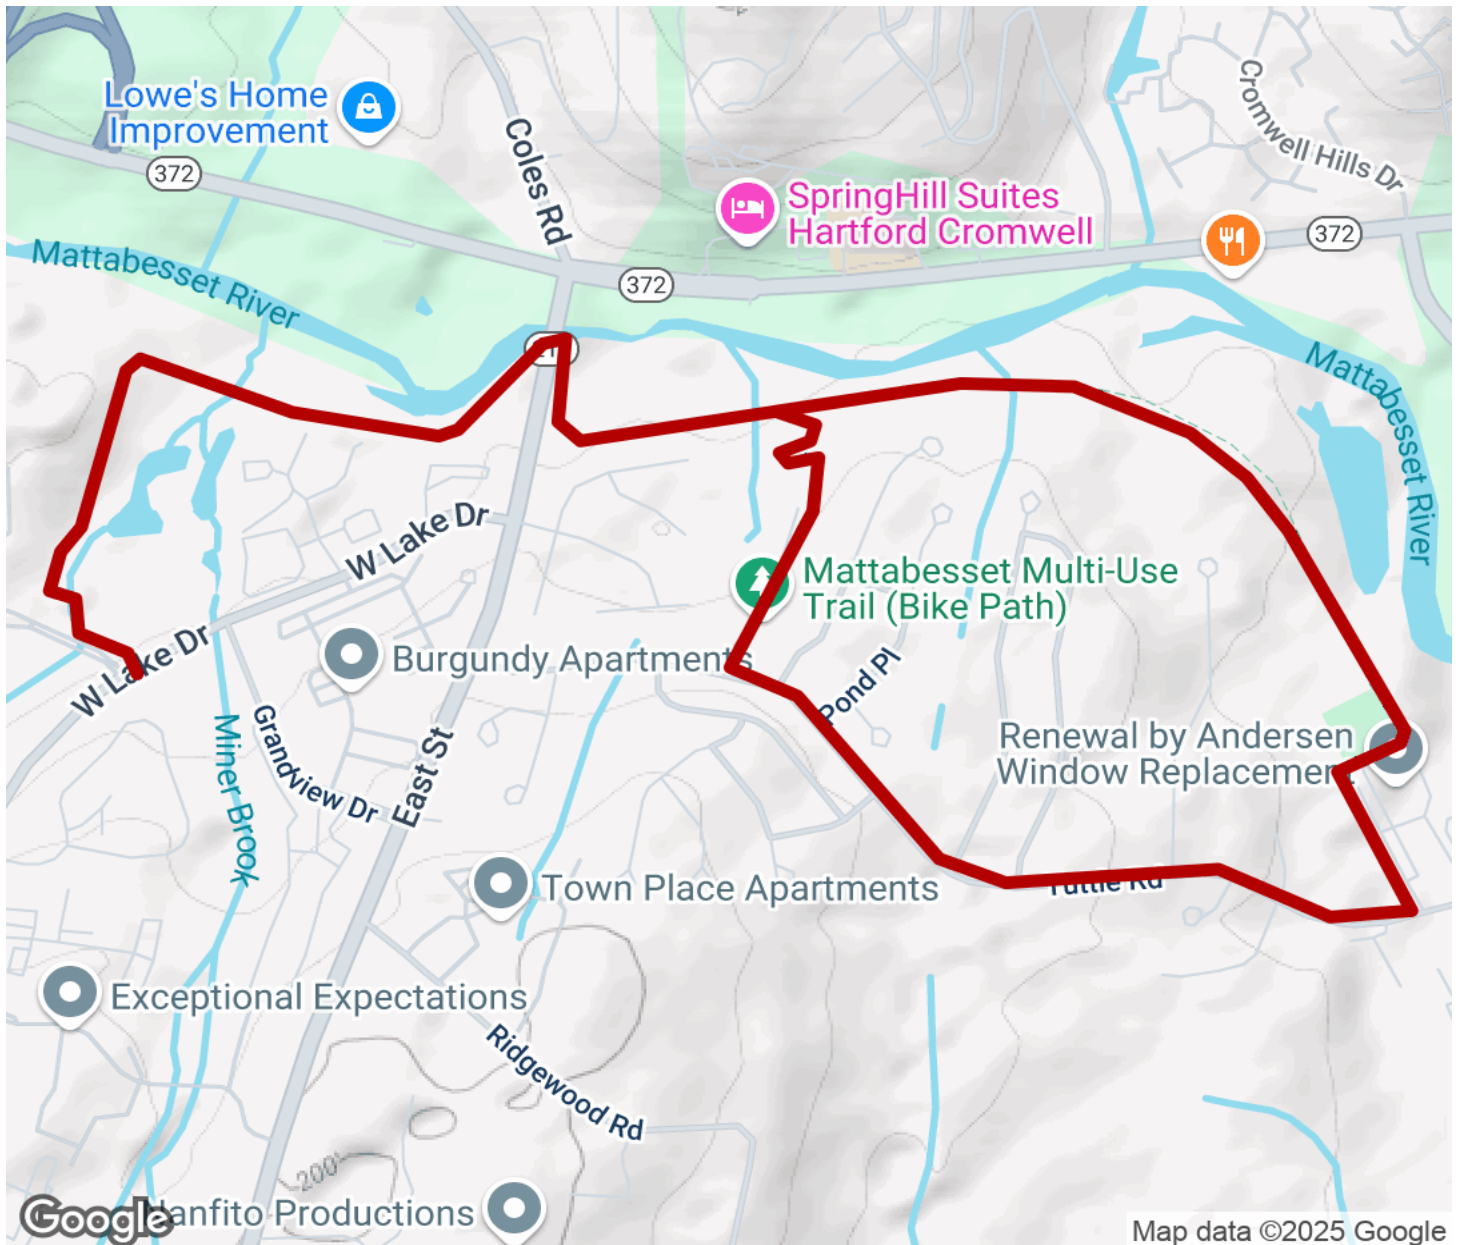 Lowe's Home
Improvement
372
Coles Rd
Cromwell Hills Dr
SpringHill Suites
Hartford Cromwell
372
372
Mattabesset River
Mattabesset River
W Lake Dr
Mattabesset Multi-Use
Trail (Bike Path)
W Lake Dr
Burgundy Apartments
Pond Pl
Miner Brook
Grandview Dr
East St
Renewal by Andersen
Window Replacement
Town Place Apartments
Tuttle Rd
Exceptional Expectations
Ridgewood Rd
200'
Productions
Google
Map data ©2025 Google